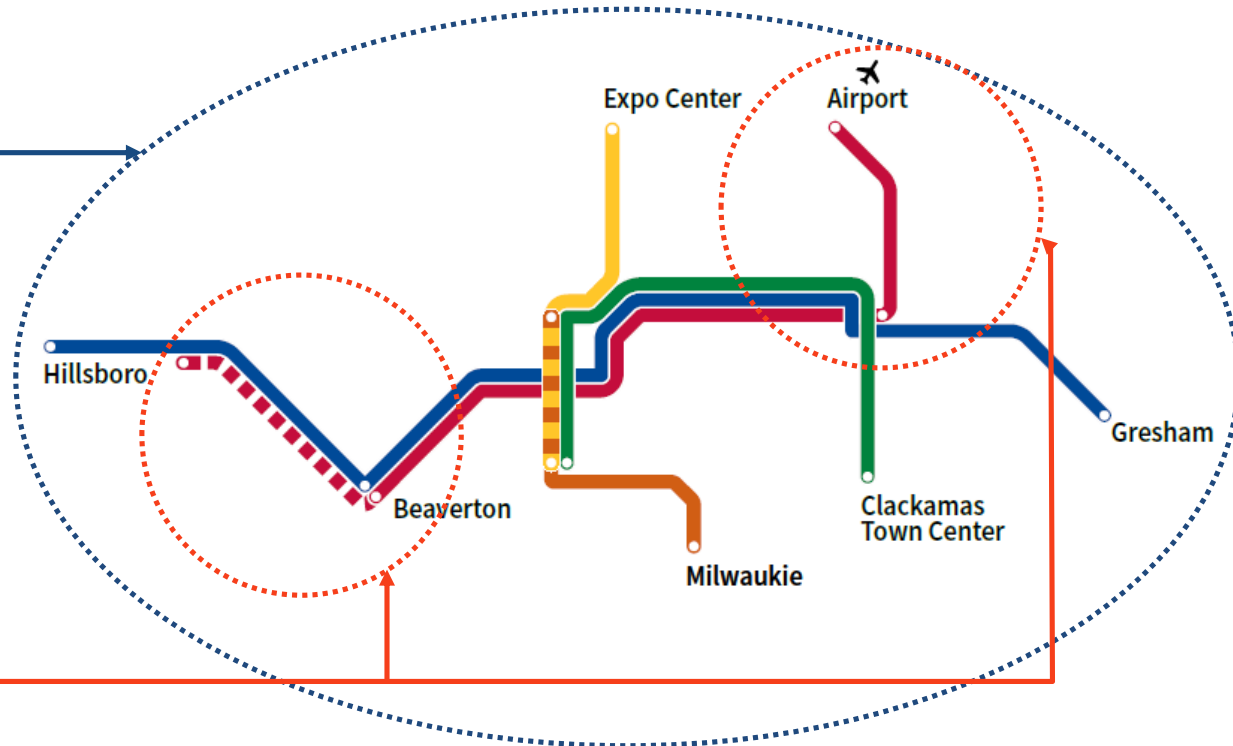 Expo Center
Airport
Hillsboro
Beaverton
Gresham
Clackamas
Town Center
Milwaukie